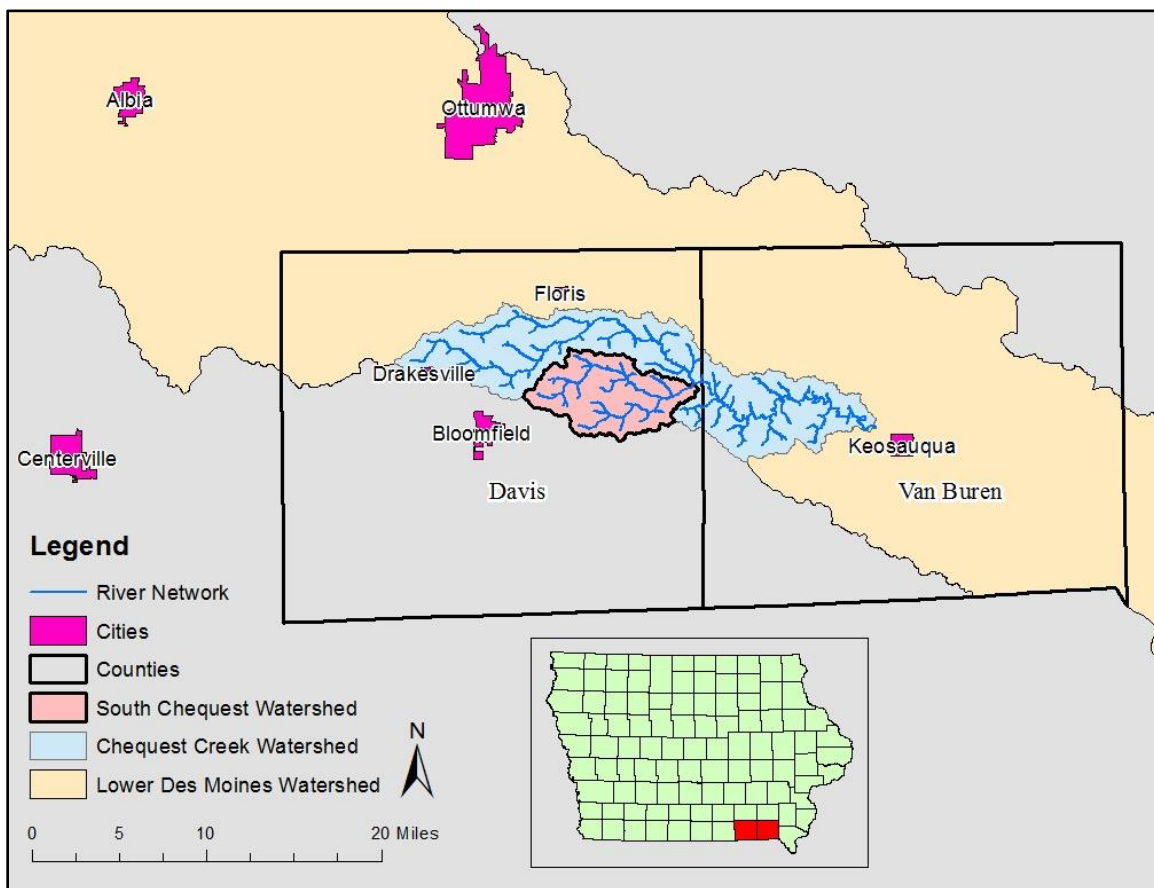 Albia
Ottumwa
Floris
Drakesville
Bloomfield
Centerville
Keosauqua
Davis
Van Buren
Legend
River Network
Cities
Counties
South Chequest Watershed
Chequest Creek Watershed
Lower Des Moines Watershed
N
0 5 10 20 Miles